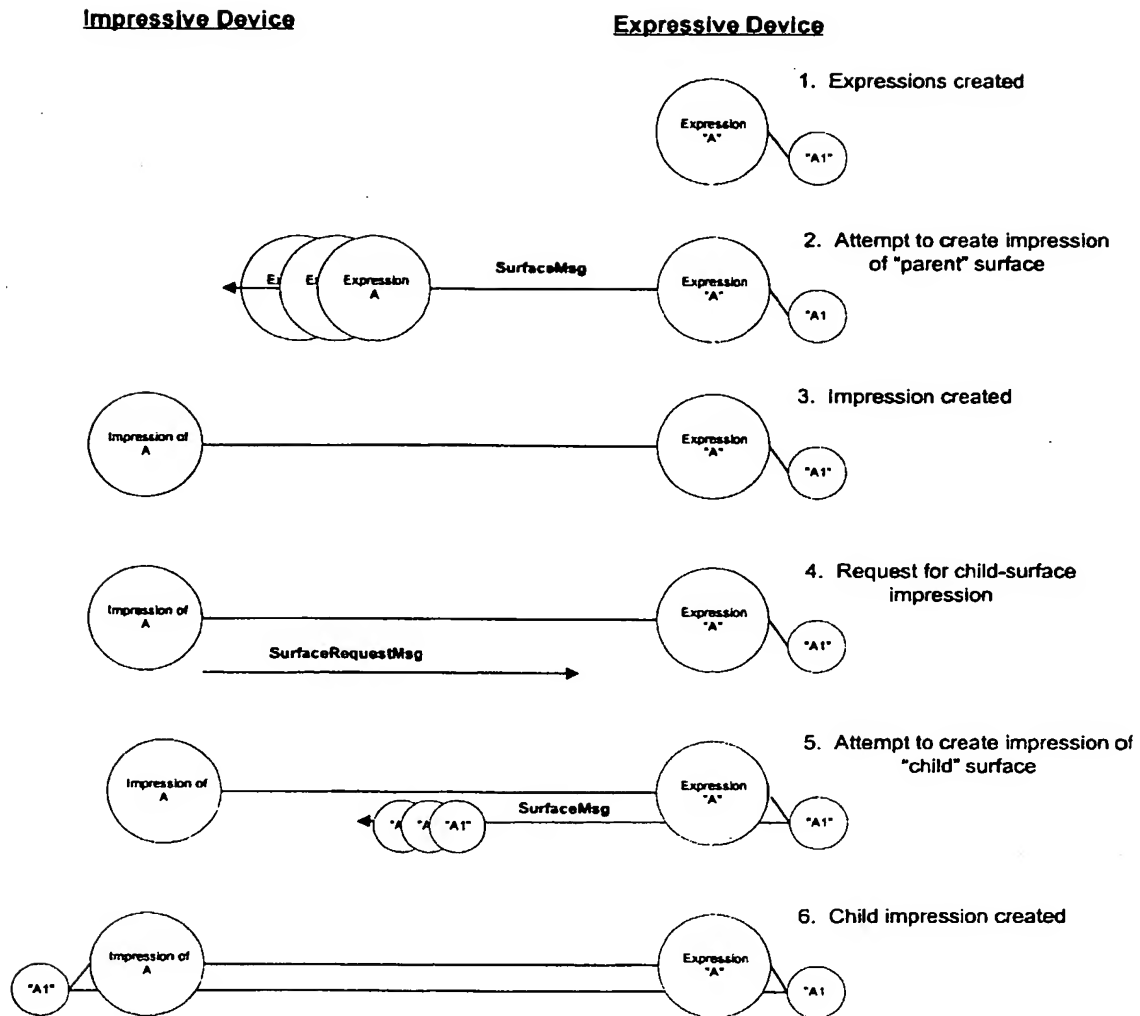 Impressive Device
Expressive Device
1. Expressions created
Expression
"A"
"A1"
2. Attempt to create impression
of "parent" surface
SurfaceMsg
Ex
E
Expression
A
Expression
"A"
"A1
3. Impression created
Impression of
A
Expression
"A"
"A1"
4. Request for child-surface
impression
Impression of
A
Expression
"A"
"A1"
SurfaceRequestMsg
5. Attempt to create impression of
"child" surface
Impression of
A
Expression
"A"
SurfaceMsg
"A
"A
"A1"
"A1"
6. Child impression created
Impression of
A
Expression
"A"
"A1"
"A1